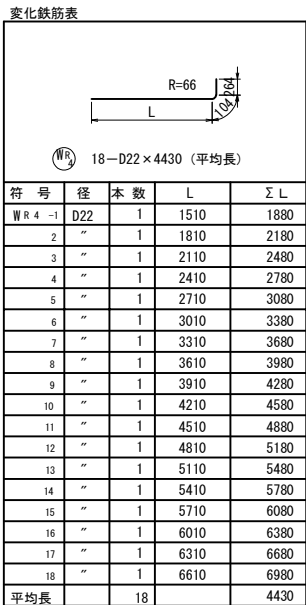 変化鉄筋表
R=66
264
L
104
WR4 18-D22×4430 (平均長)
符 号 径 本 数 L ΣL
WR4 -1 D22 1 1510 1880
2 〃 1 1810 2180
3 〃 1 2110 2480
4 〃 1 2410 2780
5 〃 1 2710 3080
6 〃 1 3010 3380
7 〃 1 3310 3680
8 〃 1 3610 3980
9 〃 1 3910 4280
10 〃 1 4210 4580
11 〃 1 4510 4880
12 〃 1 4810 5180
13 〃 1 5110 5480
14 〃 1 5410 5780
15 〃 1 5710 6080
16 〃 1 6010 6380
17 〃 1 6310 6680
18 〃 1 6610 6980
平均長 18 4430